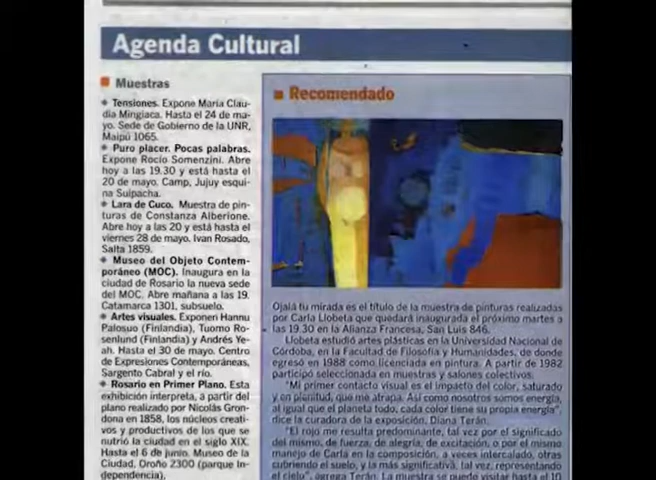 Agenda Cultural
Muestras
Tensiones. Expone María Clau-
dia Mingiaca. Hasta el 24 de ma-
yo. Sede de Gobierno de la UNR,
Maipú 1065.
Puro placer. Pocas palabras.
Expone Rocío Somenzini. Abre
hoy a las 19.30 y está hasta el
20 de mayo. Camp, Jujuy esqui-
na Suipacha.
Lara de Cuco. Muestra de pin-
turas de Constanza Alberione.
Abre hoy a las 20 y está hasta el
viernes 28 de mayo. Ivan Rosado,
Salta 1859.
Museo del Objeto Contem-
poráneo (MOC). Inaugura en la
ciudad de Rosario la nueva sede
del MOC. Abre mañana a las 19.
Catamarca 1301, subsuelo.
Artes visuales. Exponen Hannu
Palosuo (Finlandia), Tuomo Ro-
senlund (Finlandia) y Andrés Ye-
ah. Hasta el 30 de mayo. Centro
de Expresiones Contemporáneas,
Sargento Cabral y el río.
Rosario en Primer Plano. Esta
exhibición interpreta, a partir del
plano realizado por Nicolás Gron-
dona en 1858, los núcleos creati-
vos y productivos de los que se
nutrió la ciudad en el siglo XIX.
Hasta el 6 de junio. Museo de la
Ciudad, Oroño 2300 (parque In-
dependencia).
Recomendado
Ojalá tu mirada es el título de la muestra de pinturas realizadas
por Carla Llobeta que quedará inaugurada el próximo martes a
las 19.30 en la Alianza Francesa, San Luis 846.
Llobeta estudió artes plásticas en la Universidad Nacional de
Córdoba, en la Facultad de Filosofía y Humanidades, de donde
egresó en 1988 como licenciada en pintura. A partir de 1982
participó seleccionada en muestras y salones colectivos.
"Mi primer contacto visual es el impacto del color, saturado
y en plenitud, que me atrapa. Así como nosotros somos energía,
al igual que el planeta todo, cada color tiene su propia energía",
dice la curadora de la exposición, Diana Terán.
"El rojo me resulta predominante, tal vez por el significado
del mismo, de fuerza, de alegría, de excitación, o por el mismo
manejo de Carla en la composición, a veces intercalado, otras
cubriendo el suelo, y la más significativa, tal vez, representando
el cielo", agrega Terán. La muestra se puede visitar hasta el 10